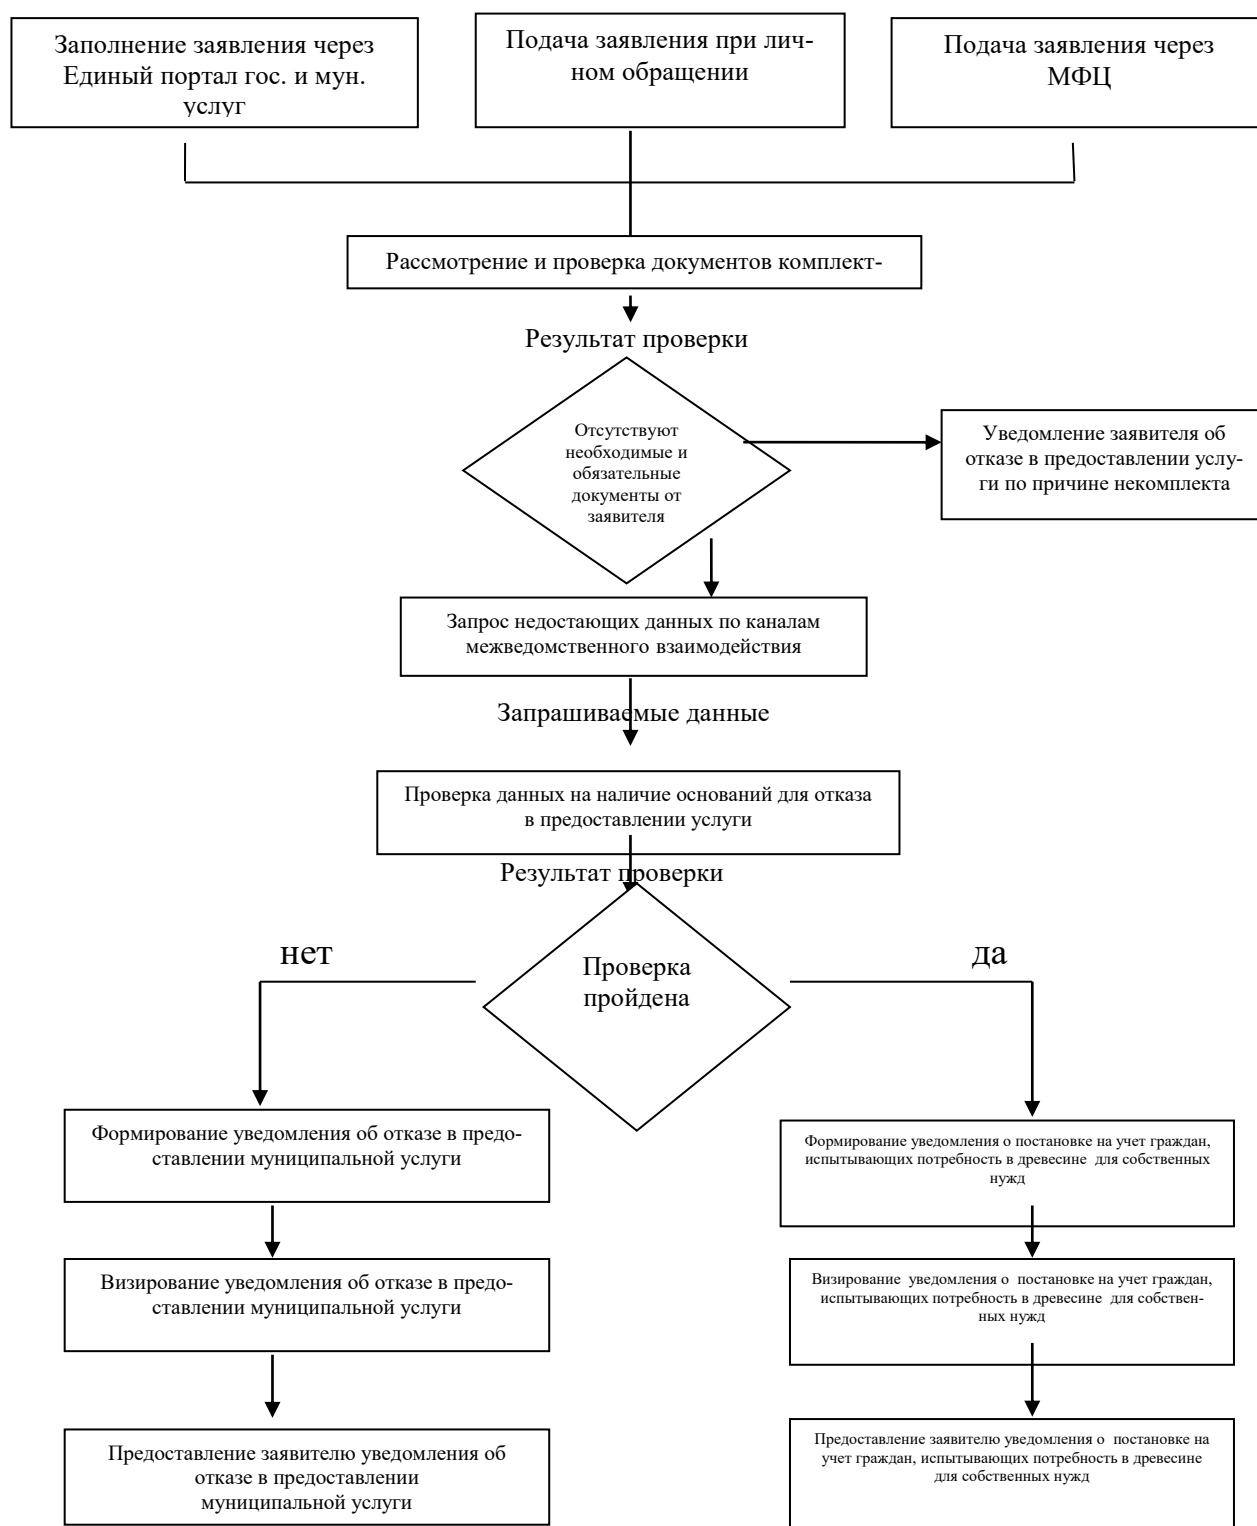 Заполнение заявления через
Единый портал гос. и мун.
услуг
Подача заявления при лич-
ном обращении
Подача заявления через
МФЦ
Рассмотрение и проверка документов комплект-
Результат проверки
Отсутствуют
необходимые и
обязательные
документы от
заявителя
Уведомление заявителя об
отказе в предоставлении услу-
ги по причине некомплекта
Запрос недостающих данных по каналам
межведомственного взаимодействия
Запрашиваемые данные
Проверка данных на наличие оснований для отказа
в предоставлении услуги
Результат проверки
нет
Проверка
пройдена
да
Формирование уведомления об отказе в предо-
ставлении муниципальной услуги
Формирование уведомления о постановке на учет граждан,
испытывающих потребность в древесине для собственных
нужд
Визирование уведомления об отказе в предо-
ставлении муниципальной услуги
Визирование уведомления о постановке на учет граждан,
испытывающих потребность в древесине для собствен-
ных нужд
Предоставление заявителю уведомления об
отказе в предоставлении
муниципальной услуги
Предоставление заявителю уведомления о постановке на
учет граждан, испытывающих потребность в древесине
для собственных нужд